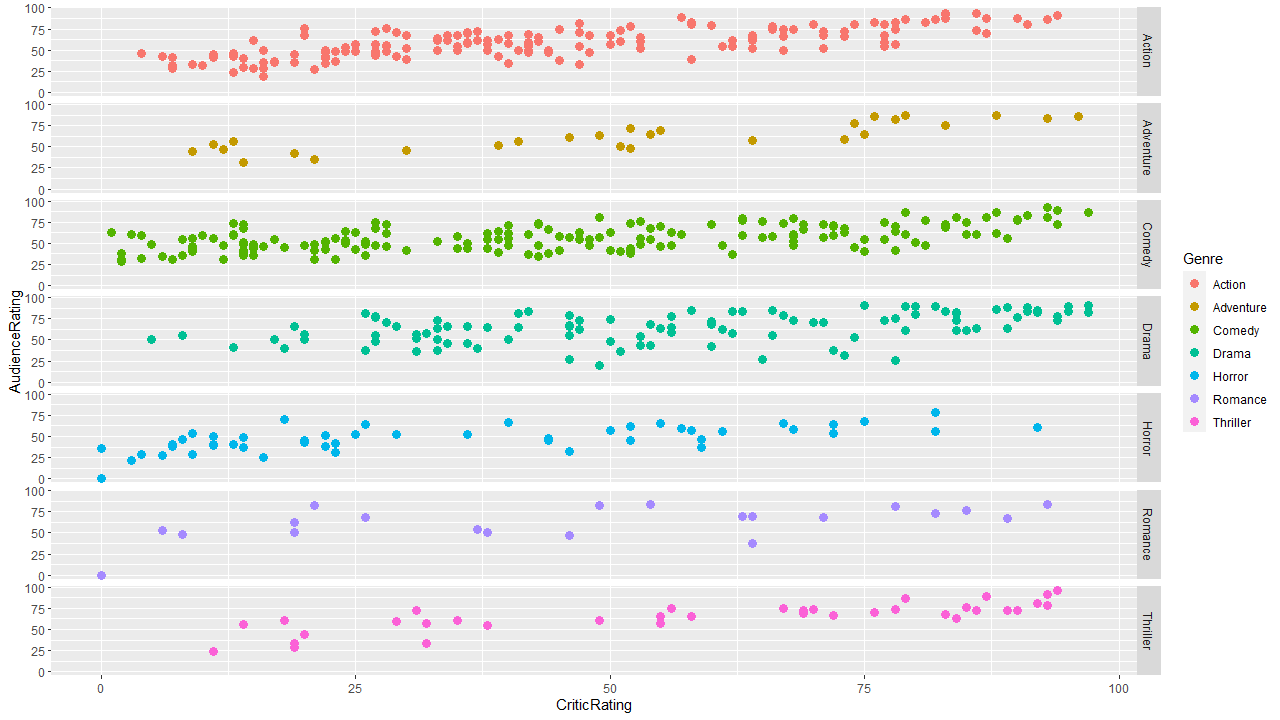 AudienceRating
100
75
50
25
0
Action
100
75
50
25
0
Adventure
100
75
50
25
0
Comedy
100
75
50
25
0
Drama
100
75
50
25
0
Horror
100
75
50
25
0
Romance
100
75
50
25
0
Thriller
0 25 50 75 100
CriticRating
Genre
Action
Adventure
Comedy
Drama
Horror
Romance
Thriller